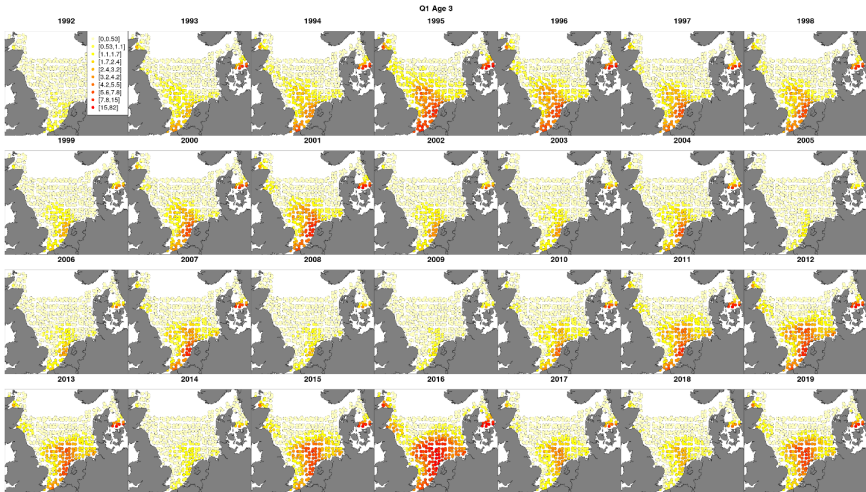 Q1 Age 3
1992 1993 1994 1995 1996 1997 1998
[0,0.53]
(0.53,1.1]
(1.1,1.7]
(1.7,2.4]
(2.4,3.2]
(3.2,4.2]
(4.2,5.5]
(5.6,7.8]
(7.8,15]
(15,82]
1999 2000 2001 2002 2003 2004 2005
2006 2007 2008 2009 2010 2011 2012
2013 2014 2015 2016 2017 2018 2019